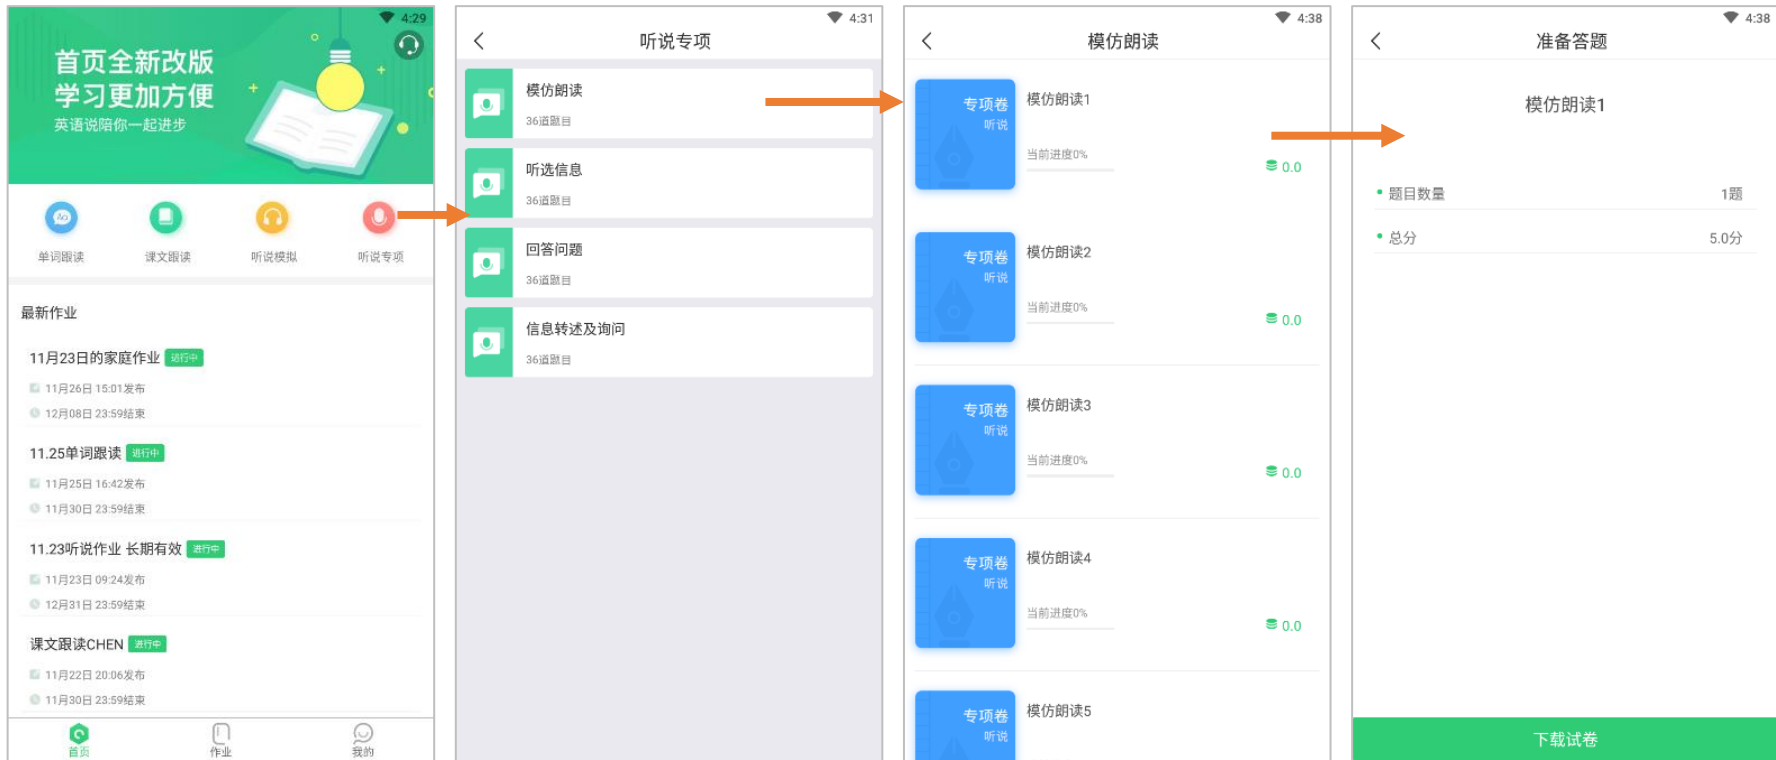 4:29
首页全新改版
学习更加方便
英语说陪你一起进步
单词跟读
课文跟读
听说模拟
听说专项
最新作业
11月23日的家庭作业 进行中
11月26日 15:01发布
12月08日 23:59结束
11.25单词跟读 进行中
11月25日 16:42发布
11月30日 23:59结束
11.23听说作业 长期有效 进行中
11月23日 09:24发布
12月31日 23:59结束
课文跟读CHEN 进行中
11月22日 20:06发布
11月30日 23:59结束
首页
作业
我的
4:31
听说专项
模仿朗读
36道题目
听选信息
36道题目
回答问题
36道题目
信息转述及询问
36道题目
4:38
模仿朗读
专项卷
听说
模仿朗读1
当前进度0%
0.0
专项卷
听说
模仿朗读2
当前进度0%
0.0
专项卷
听说
模仿朗读3
当前进度0%
0.0
专项卷
听说
模仿朗读4
当前进度0%
0.0
专项卷
听说
模仿朗读5
4:38
准备答题
模仿朗读1
题目数量 1题
总分 5.0分
下载试卷